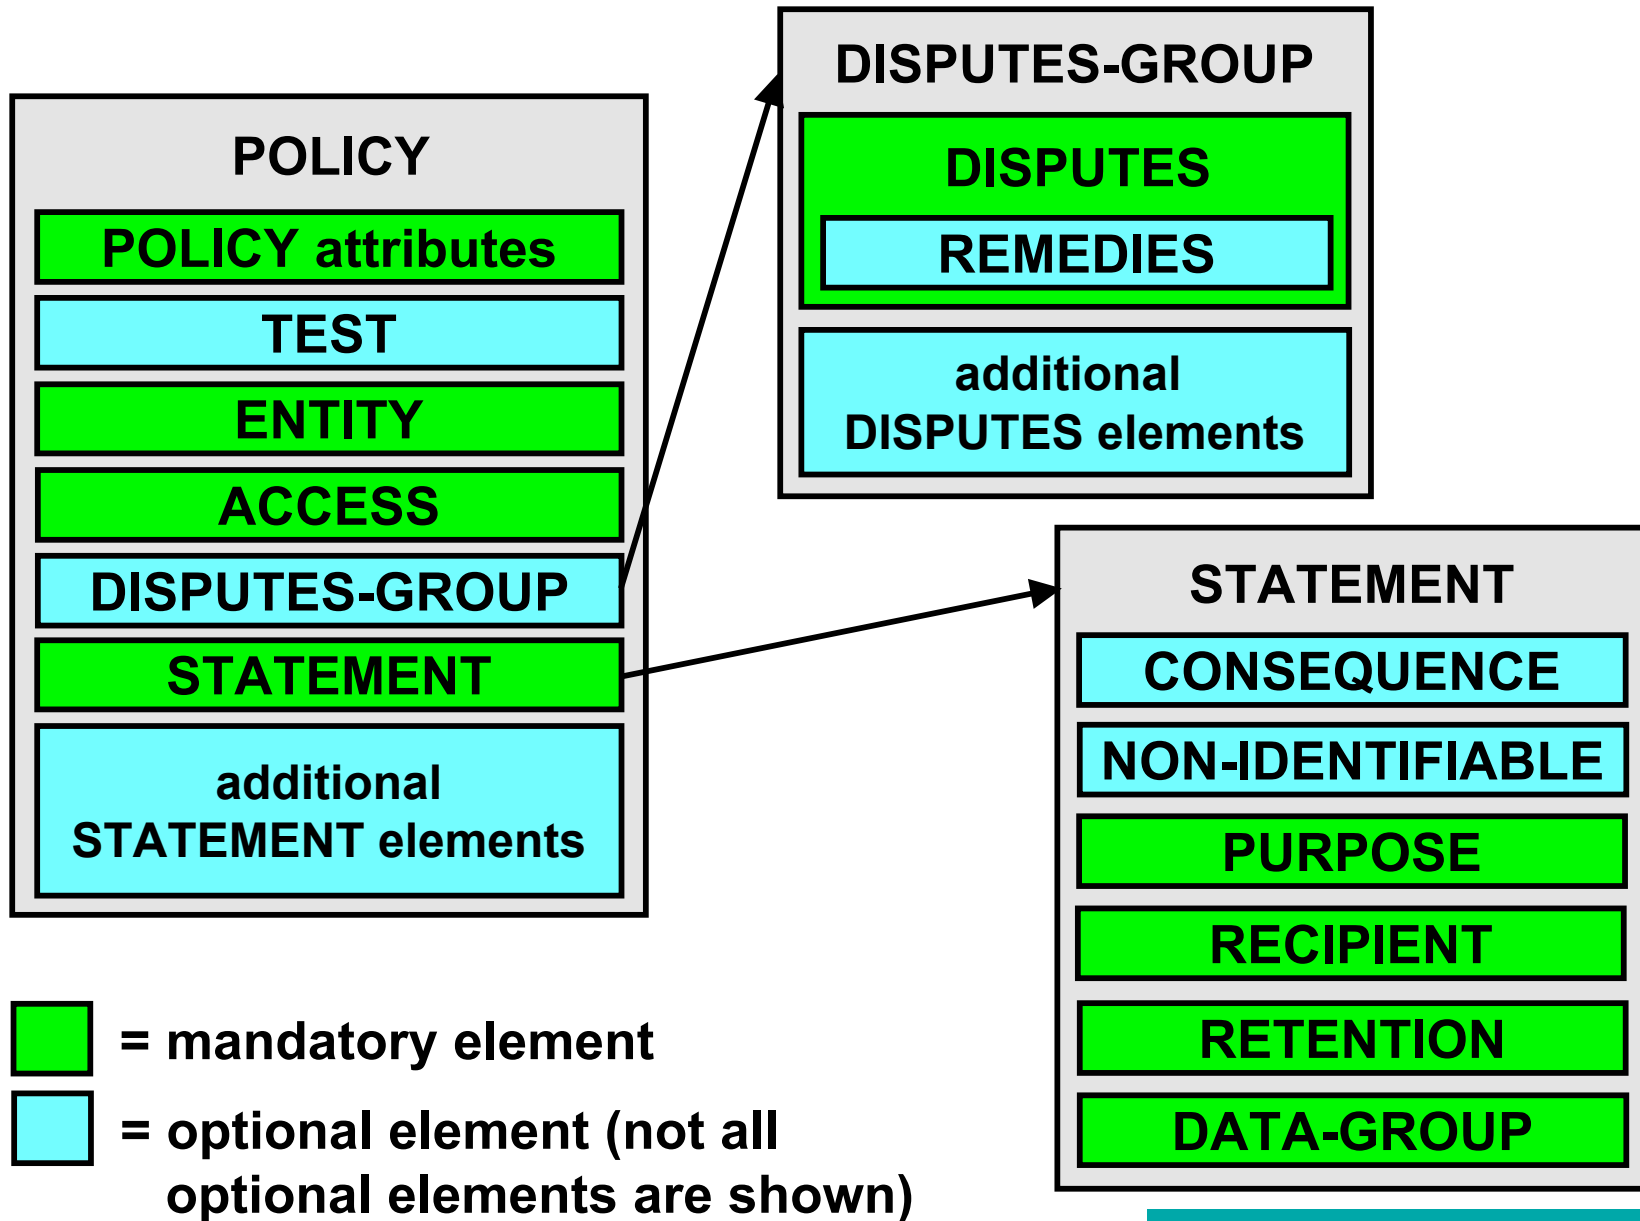 POLICY
POLICY attributes
TEST
ENTITY
ACCESS
DISPUTES-GROUP
STATEMENT
additional
STATEMENT elements
DISPUTES-GROUP
DISPUTES
REMEDIES
additional
DISPUTES elements
STATEMENT
CONSEQUENCE
NON-IDENTIFIABLE
PURPOSE
RECIPIENT
RETENTION
DATA-GROUP
= mandatory element
= optional element (not all
optional elements are shown)